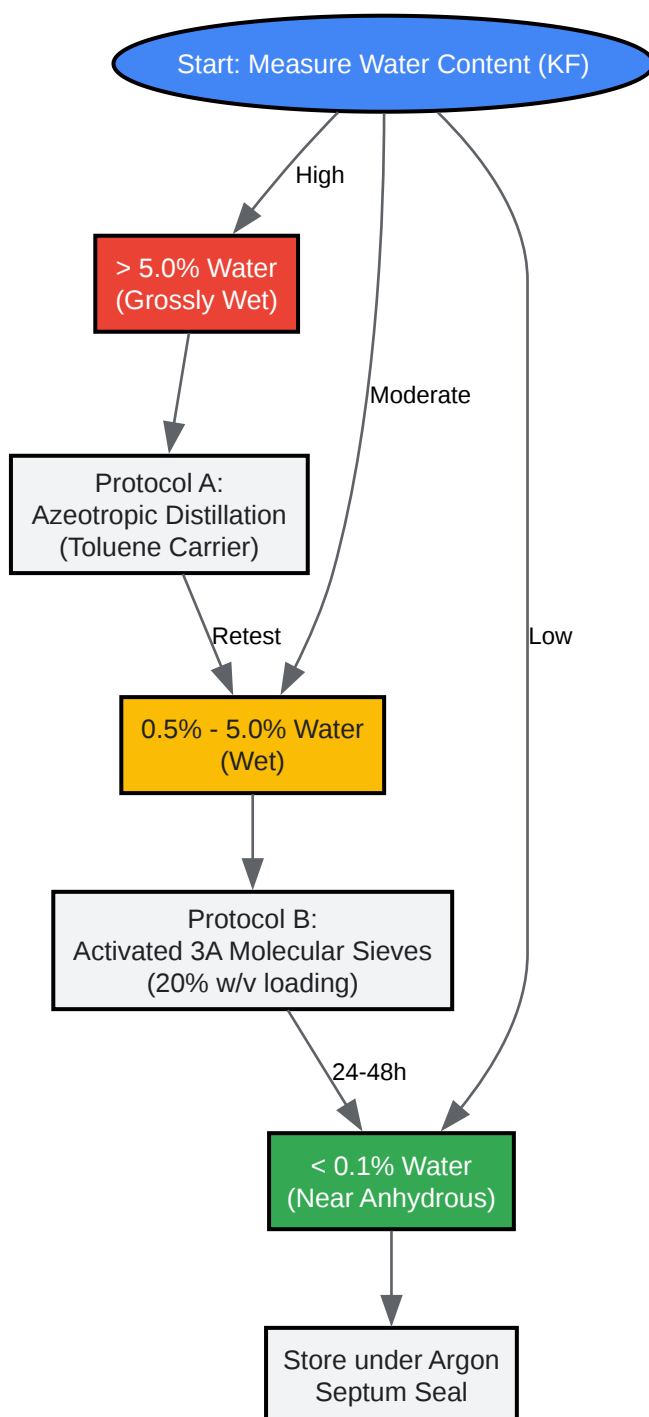 Start: Measure Water Content (KF)
High
> 5.0% Water
(Grossly Wet)
Moderate
Protocol A:
Azeotropic Distillation
(Toluene Carrier)
Retest
Low
0.5% - 5.0% Water
(Wet)
Protocol B:
Activated 3A Molecular Sieves
(20% w/v loading)
24-48h
< 0.1% Water
(Near Anhydrous)
Store under Argon
Septum Seal